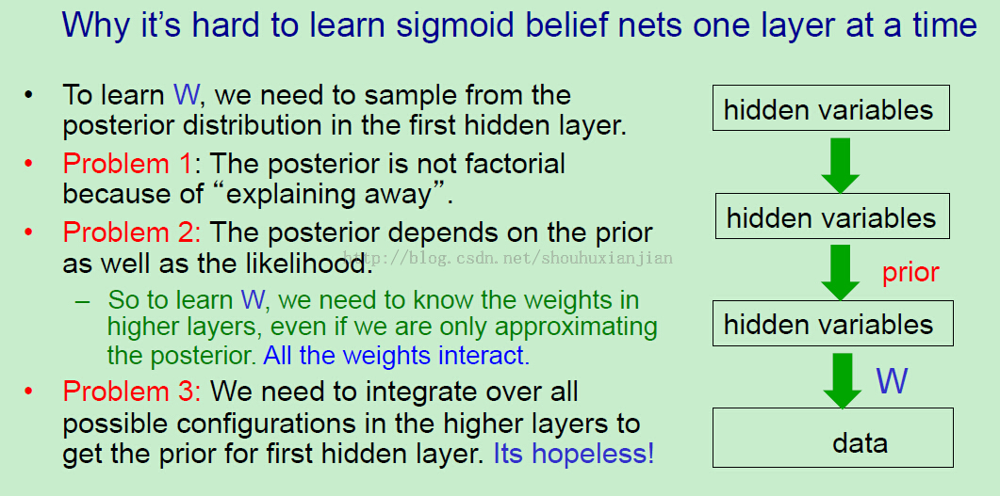 Why it's hard to learn sigmoid belief nets one layer at a time
• To learn W, we need to sample from the
posterior distribution in the first hidden layer.
• Problem 1: The posterior is not factorial
because of “explaining away”.
• Problem 2: The posterior depends on the prior
as well as the likelihood.
http://blog.csdn.net/shouhuxianjian
– So to learn W, we need to know the weights in
higher layers, even if we are only approximating
the posterior. All the weights interact.
• Problem 3: We need to integrate over all
possible configurations in the higher layers to
get the prior for first hidden layer. Its hopeless!
hidden variables
hidden variables
prior
hidden variables
W
data